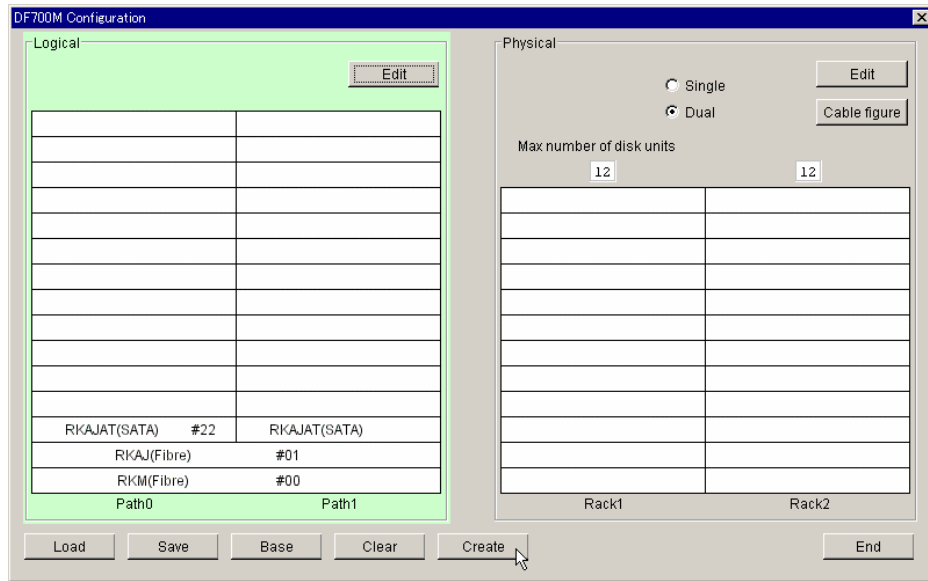 DF700M Configuration
Logical
Edit
RKAJAT(SATA) #22 RKAJAT(SATA)
RKAJ(Fibre) #01
RKM(Fibre) #00
Path0 Path1
Physical
Single
Edit
Dual
Cable figure
Max number of disk units
12 12
Rack1 Rack2
Load Save Base Clear Create End